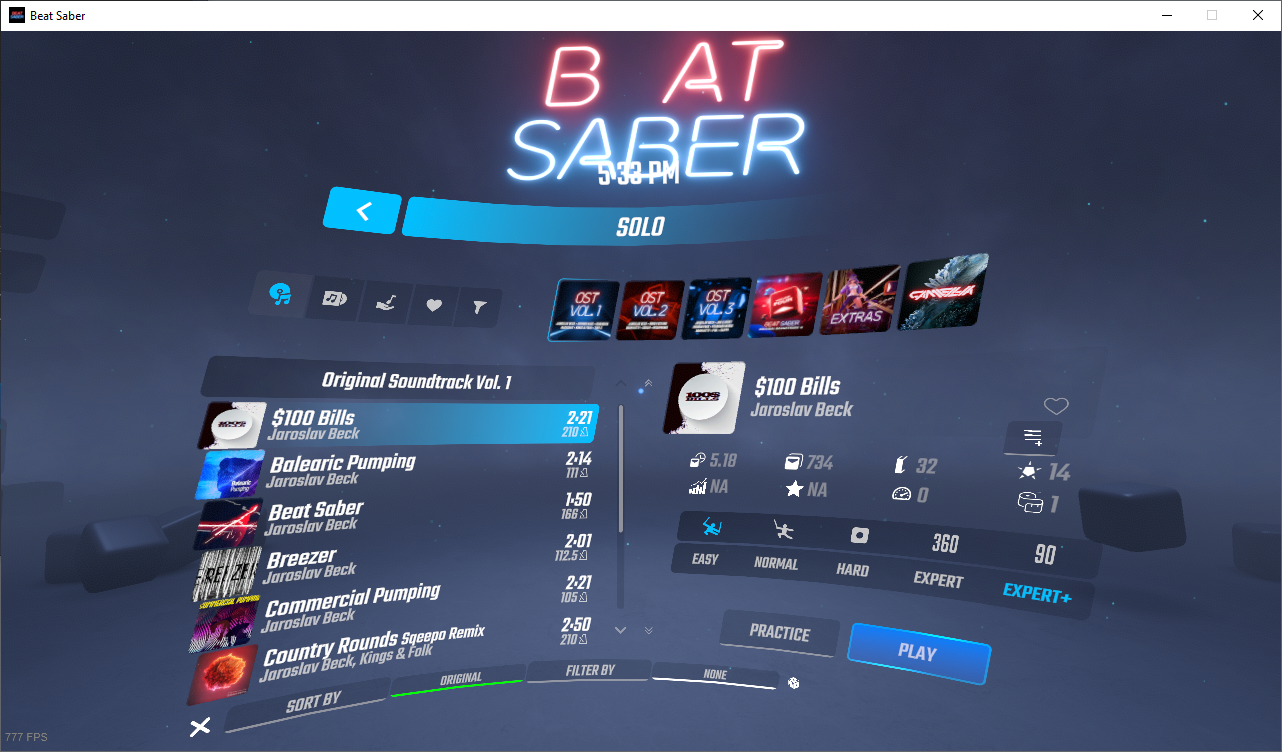 Beat Saber
B AT
SABER
5:33 PM
SOLO
OST VOL.1
OST VOL.2
OST VOL.3
BEAT SABER
EXTRAS
CAMELLIA
Original Soundtrack Vol. 1
$100 Bills
Jaroslav Beck
2:21
210
Balearic Pumping
Jaroslav Beck
2:14
111
Beat Saber
Jaroslav Beck
1:50
166
Breezer
Jaroslav Beck
2:01
112.5
Commercial Pumping
Jaroslav Beck
2:21
105
Country Rounds Sqeepo Remix
Jaroslav Beck, Kings & Folk
2:50
210
100$ BILLS
$100 Bills
Jaroslav Beck
5.18
734
32
14
NA
NA
0
1
360
90
EASY
NORMAL
HARD
EXPERT
EXPERT+
PRACTICE
PLAY
SORT BY
ORIGINAL
FILTER BY
NONE
777 FPS